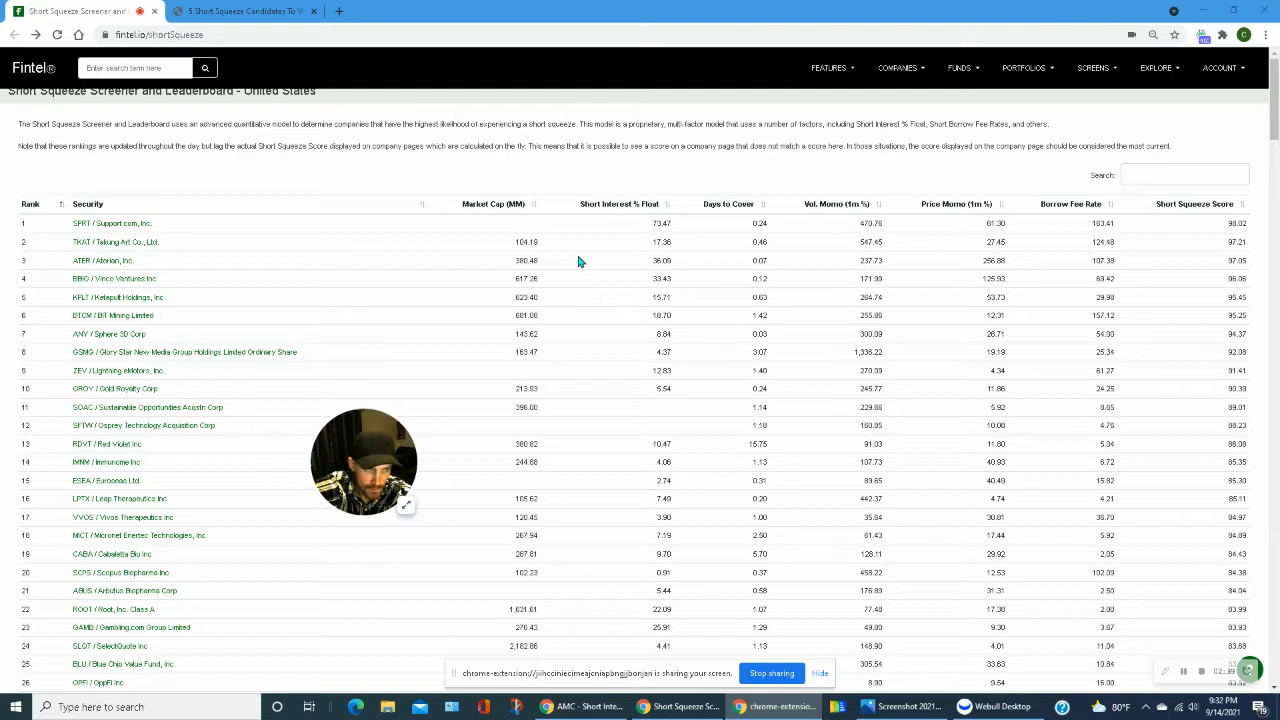 Short Squeeze Screener and
5 Short Squeeze Candidates To W
fintel.io/shortSqueeze
Fintel®
Enter search term here
FEATURES COMPANIES FUNDS PORTFOLIOS SCREENS EXPLORE ACCOUNT
Short Squeeze Screener and Leaderboard - United States
The Short Squeeze Screener and Leaderboard uses an advanced quantitative model to determine companies that have the highest likelihood of experiencing a short squeeze. This model is a proprietary, multi-factor model that uses a number of factors, including Short Interest % Float, Short Borrow Fee Rates, and others.
Note that these rankings are updated throughout the day but lag the actual Short Squeeze Score displayed on company pages which are calculated on the fly. This means that it is possible to see a score on a company page that does not match a score here. In those situations, the score displayed on the company page should be considered the most current.
Search:
Rank Security Market Cap (MM) Short Interest % Float Days to Cover Vol. Momo (1m %) Price Momo (1m %) Borrow Fee Rate Short Squeeze Score
1 SPRT / Support.com, Inc. 73.47 0.24 470.76 61.30 163.41 98.02
2 TKAT / Takung Art Co., Ltd. 104.19 17.36 0.46 547.45 27.45 124.48 97.21
3 ATER / Aterian, Inc. 380.48 36.09 0.07 237.73 256.88 107.38 96.51
4 BBIG / Vinco Ventures Inc 617.26 33.43 0.12 171.99 125.93 69.42 96.06
5 KPLT / Katapult Holdings, Inc. 623.40 15.71 0.63 264.74 53.73 29.98 95.45
6 BTCM / BIT Mining Limited 681.08 18.70 1.42 255.86 12.31 157.12 95.25
7 ANY / Sphere 3D Corp 143.62 8.84 0.03 300.09 26.71 54.00 94.37
8 GSMG / Glory Star New Media Group Holdings Limited Ordinary Share 163.47 4.37 3.07 1,336.22 19.19 25.34 92.08
9 ZEV / Lightning eMotors, Inc. 12.83 1.40 270.09 4.34 61.27 91.41
10 GROY / Gold Royalty Corp 213.93 5.54 0.24 245.77 11.86 24.25 90.39
11 SOAC / Sustainable Opportunities Acqstn Corp 396.00 1.14 229.66 5.92 8.65 89.01
12 SFTW / Osprey Technology Acquisition Corp 1.18 160.85 10.08 4.76 88.23
13 RDVT / Red Violet Inc 380.62 10.47 15.75 91.03 11.80 5.04 86.08
14 IMNM / Immunome Inc 244.88 4.06 1.13 107.73 40.93 6.72 85.35
15 ESEA / Euroseas Ltd. 2.74 0.31 89.65 40.49 15.82 85.30
16 LPTX / Leap Therapeutics Inc 105.62 7.49 0.20 442.37 4.74 4.21 85.11
17 VVOS / Vivos Therapeutics Inc 120.45 3.90 1.00 35.64 30.81 36.70 84.97
18 MICT / Micronet Enertec Technologies, Inc. 267.94 7.19 2.50 61.43 17.44 5.92 84.89
19 CABA / Cabaletta Bio Inc 287.81 9.70 5.70 128.11 29.92 2.05 84.43
20 SCPS / Scopus Biopharma Inc 102.23 0.91 0.37 458.22 12.53 102.09 84.38
21 ABUS / Arbutus Biopharma Corp 5.44 0.58 176.89 31.31 2.50 84.04
22 ROOT / Root, Inc. Class A 1,631.61 22.09 1.07 77.48 17.38 2.00 83.99
23 GAMB / Gambling.com Group Limited 276.43 25.91 1.29 49.80 9.30 3.67 83.93
24 SLQT / SelectQuote Inc 2,182.86 4.41 1.13 148.90 4.01 11.04 83.66
25 BLU / Blue Chip Value Fund, Inc 305.54 33.63 10.84
26 OPFI / OppFi Inc 8.90 9.54 16.00 83.52
chrome-extension://jiihcciniecimeajcniapbngjjbonjan is sharing your screen. Stop sharing Hide
02:39
Type here to search
AMC - Short Inte... Short Squeeze Sc... chrome-extensio... Screenshot 2021... Webull Desktop
80°F
9:32 PM
9/14/2021